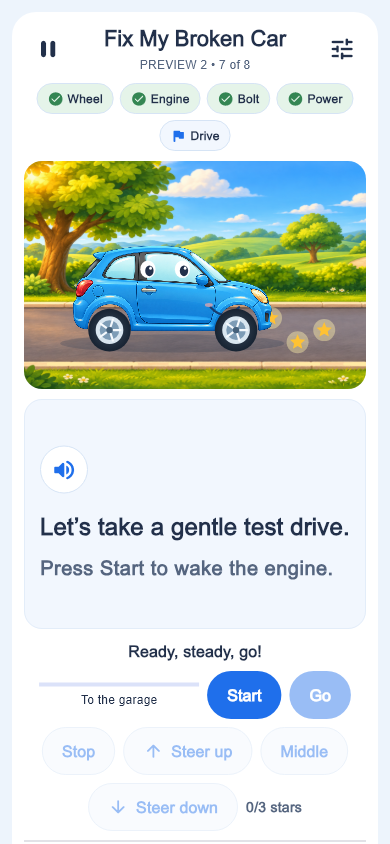 Fix My Broken Car
PREVIEW 2 • 7 of 8
Wheel
Engine
Bolt
Power
Drive
Let’s take a gentle test drive.
Press Start to wake the engine.
Ready, steady, go!
To the garage
Start
Go
Stop
Steer up
Middle
Steer down
0/3 stars